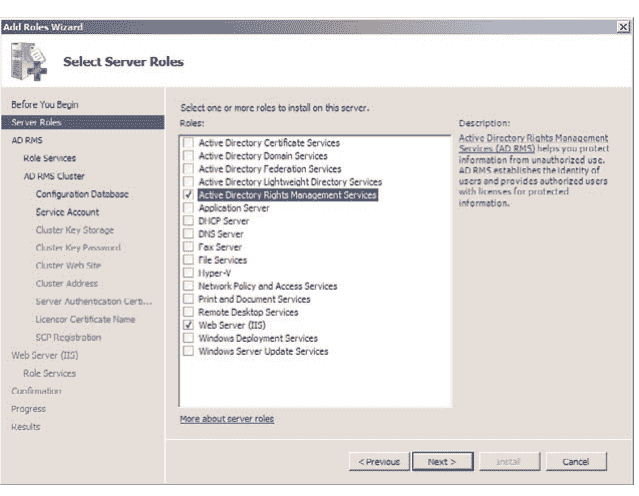 Add Roles Wizard
Select Server Roles
Before You Begin
Server Roles
AD RMS
Role Services
AD RMS Cluster
Configuration Database
Service Account
Cluster Key Storage
Cluster Key Password
Cluster Web Site
Cluster Address
Server Authentication Certi...
Licensor Certificate Name
SCP Registration
Web Server (IIS)
Role Services
Confirmation
Progress
Results
Select one or more roles to install on this server.
Roles:
Active Directory Certificate Services
Active Directory Domain Services
Active Directory Federation Services
Active Directory Lightweight Directory Services
Active Directory Rights Management Services
Application Server
DHCP Server
DNS Server
Fax Server
File Services
Hyper-V
Network Policy and Access Services
Print and Document Services
Remote Desktop Services
Web Server (IIS)
Windows Deployment Services
Windows Server Update Services
More about server roles
Description:
Active Directory Rights Management
Services (AD RMS) helps you protect
information from unauthorized use.
AD RMS establishes the identity of
users and provides authorized users
with licenses for protected
information.
< Previous
Next >
Install
Cancel